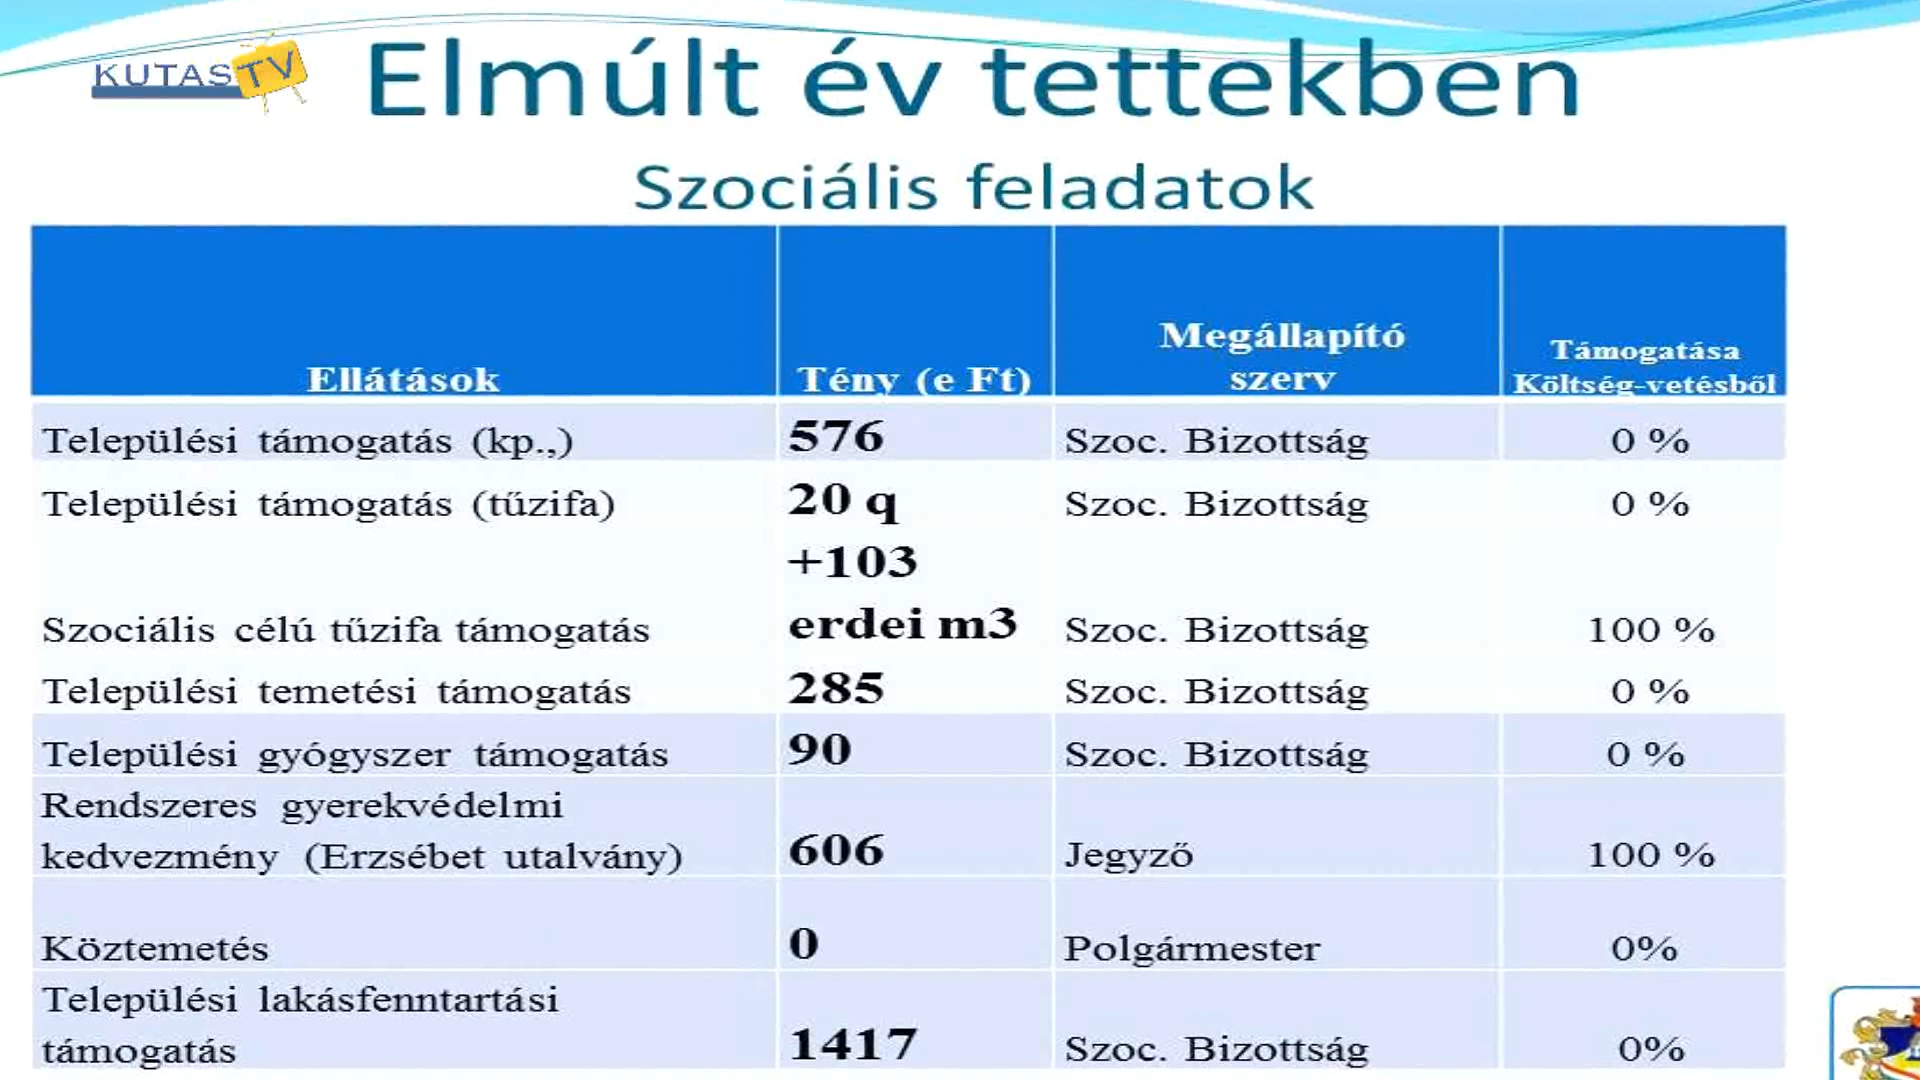 KUTAS TV
Elmúlt év tettekben
Szociális feladatok
Ellátások Tény (e Ft) Megállapító szerv Támogatása Költség-vetésből
Települési támogatás (kp.,) 576 Szoc. Bizottság 0 %
Települési támogatás (tűzifa) 20 q Szoc. Bizottság 0 %
+103
Szociális célú tűzifa támogatás erdei m3 Szoc. Bizottság 100 %
Települési temetési támogatás 285 Szoc. Bizottság 0 %
Települési gyógyszer támogatás 90 Szoc. Bizottság 0 %
Rendszeres gyerekvédelmi
kedvezmény (Erzsébet utalvány) 606 Jegyző 100 %
Köztemetés 0 Polgármester 0%
Települési lakásfenntartási
támogatás 1417 Szoc. Bizottság 0%